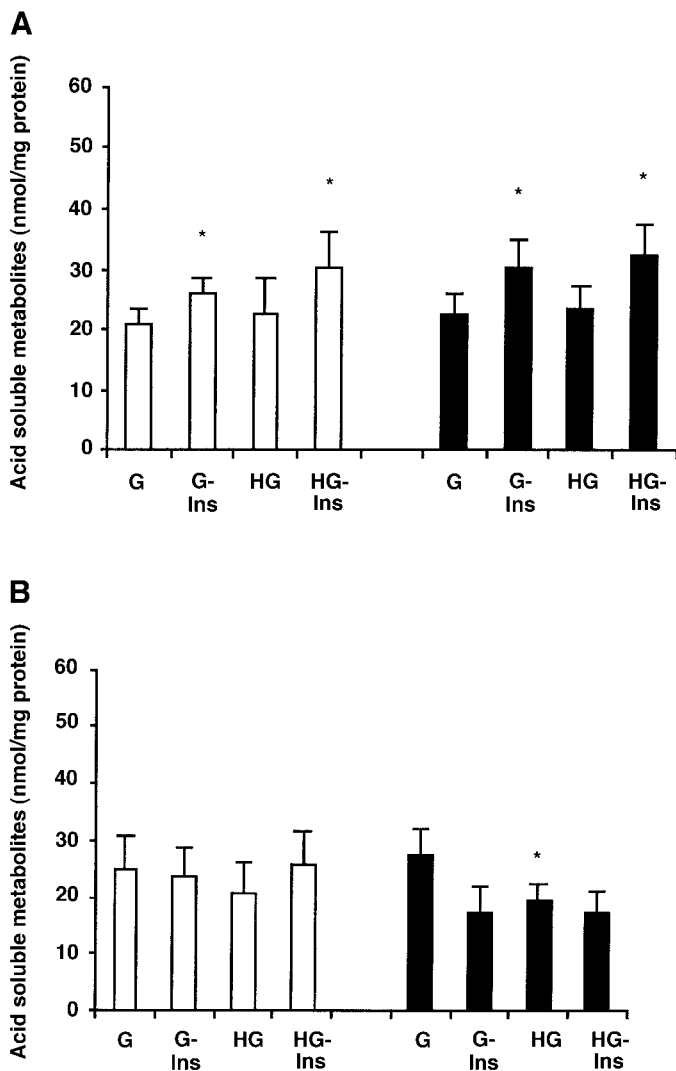 A
Acid soluble metabolites (nmol/mg protein)
60
50
40
30
20
10
0
* * * *
G G- HG HG- G G- HG HG-
Ins Ins Ins Ins
B
Acid soluble metabolites (nmol/mg protein)
60
50
40
30
20
10
0
*
G G- HG HG- G G- HG HG-
Ins Ins Ins Ins